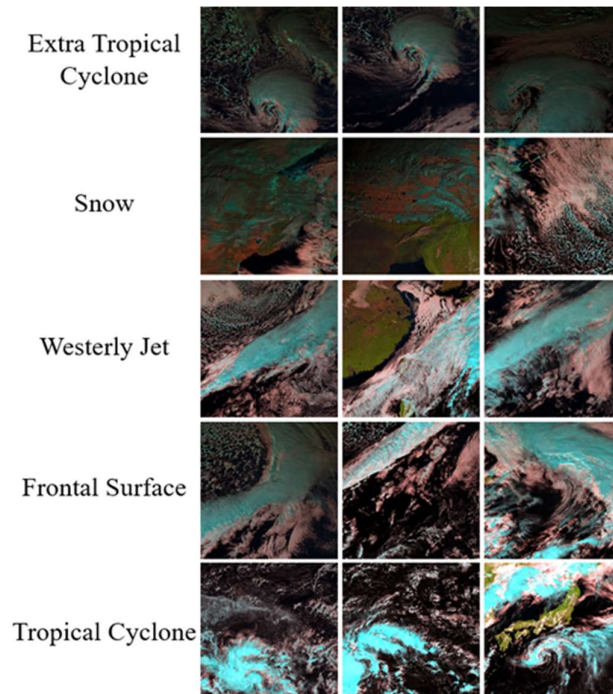 Extra Tropical
Cyclone
Snow
Westerly Jet
Frontal Surface
Tropical Cyclone